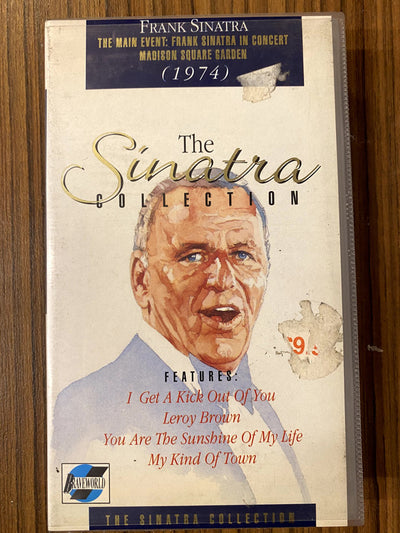 FRANK SINATRA
THE MAIN EVENT: FRANK SINATRA IN CONCERT
MADISON SQUARE GARDEN
(1974)
The
Sinatra
COLLECTION
69.
FEATURES:
I Get A Kick Out Of You
Leroy Brown
You Are The Sunshine Of My Life
My Kind Of Town
BRAVEWORLD
THE SINATRA COLLECTION